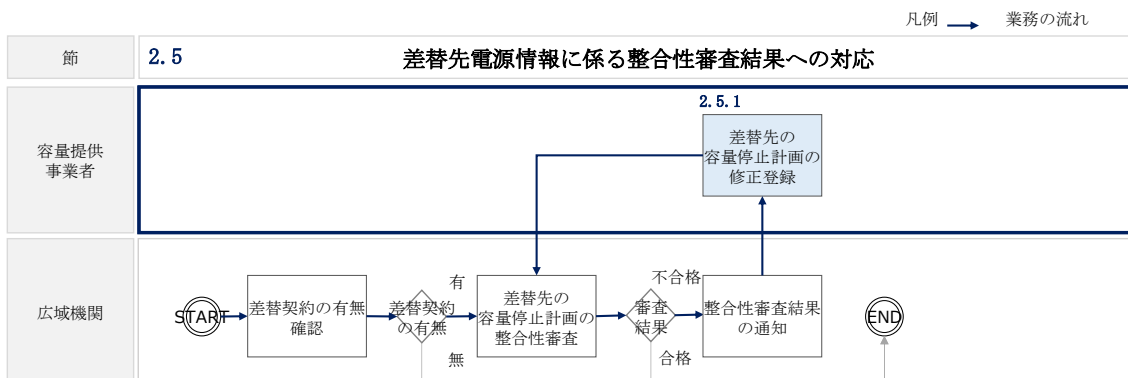 凡例
業務の流れ
節
2.5
差替先電源情報に係る整合性審査結果への対応
容量提供
事業者
2.5.1
差替先の
容量停止計画の
修正登録
広域機関
START
差替契約の有無
確認
差替契約
の有無
有
無
差替先の
容量停止計画の
整合性審査
審査
結果
不合格
合格
整合性審査結果
の通知
END